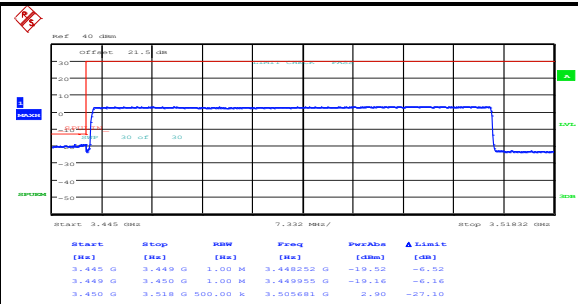 R S
Ref 40 dBm
Offset 21.5 dB
30
LIMIT CHECK PASS
A
20
1
10
MAXH
0
-10
LVL
SWP 30 of 30
-20
-30
SPURM
3DB
-50
Start 3.445 GHz 7.332 MHz/ Stop 3.51832 GHz
Start Stop RBW Freq PwrAbs Δ Limit
[Hz] [Hz] [Hz] [Hz] [dBm] [dB]
3.445 G 3.449 G 1.00 M 3.448252 G -19.52 -6.52
3.449 G 3.450 G 1.00 M 3.449955 G -19.16 -6.16
3.450 G 3.518 G 500.00 k 3.505681 G 2.90 -27.10